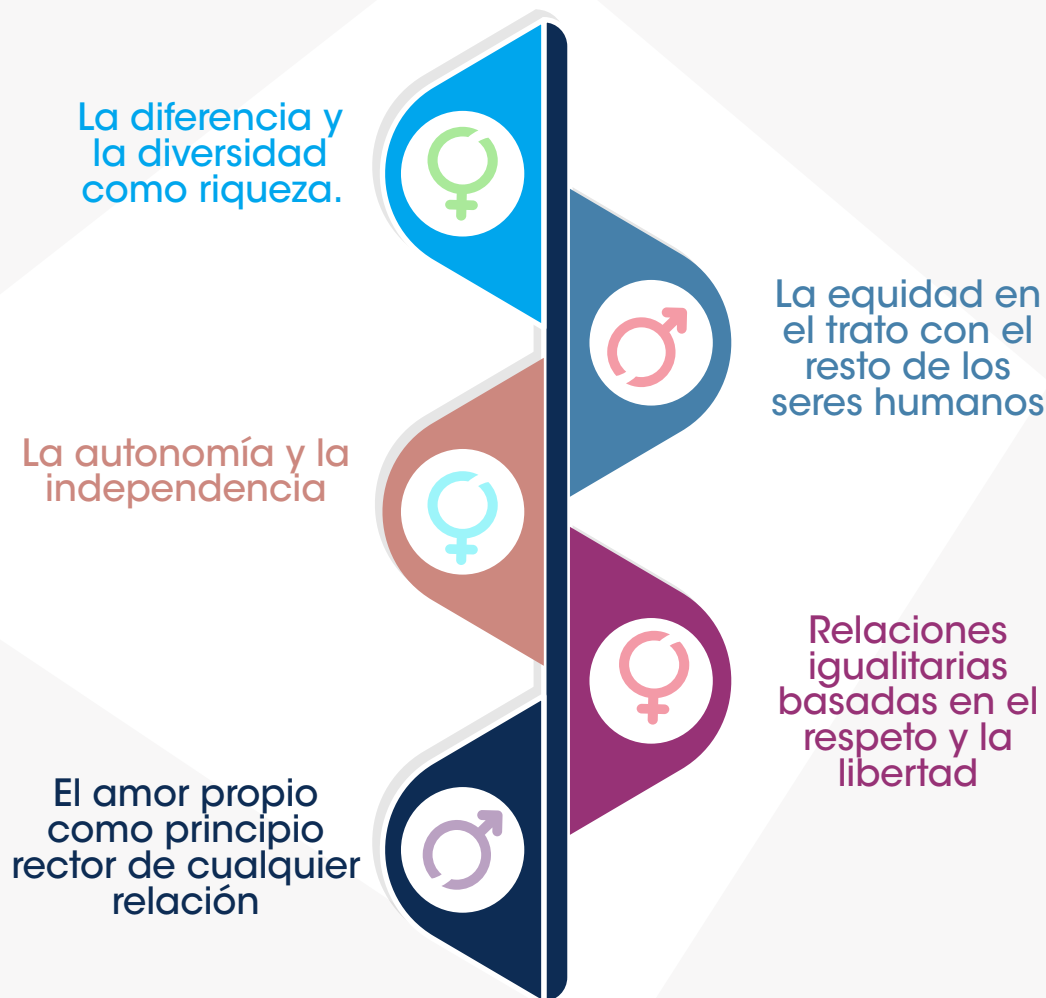 La diferencia y
la diversidad
como riqueza.
La equidad en
el trato con el
resto de los
seres humanos
La autonomía y la
independencia
Relaciones
igualitarias
basadas en el
respeto y la
libertad
El amor propio
como principio
rector de cualquier
relación